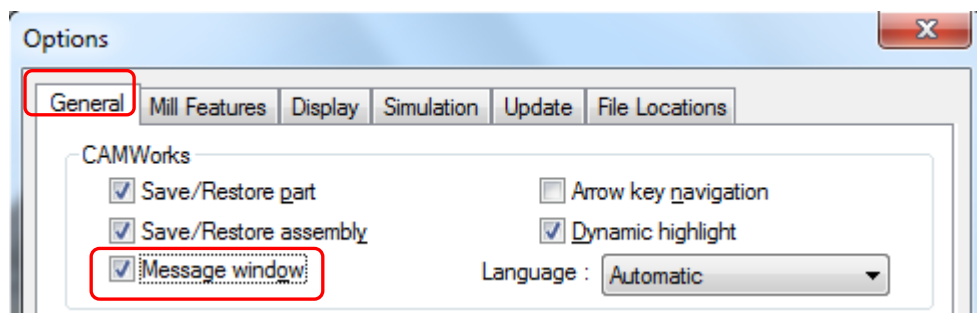 Options
General Mill Features Display Simulation Update File Locations
CAMWorks
Save/Restore part Arrow key navigation
Save/Restore assembly Dynamic highlight
Message window Language : Automatic